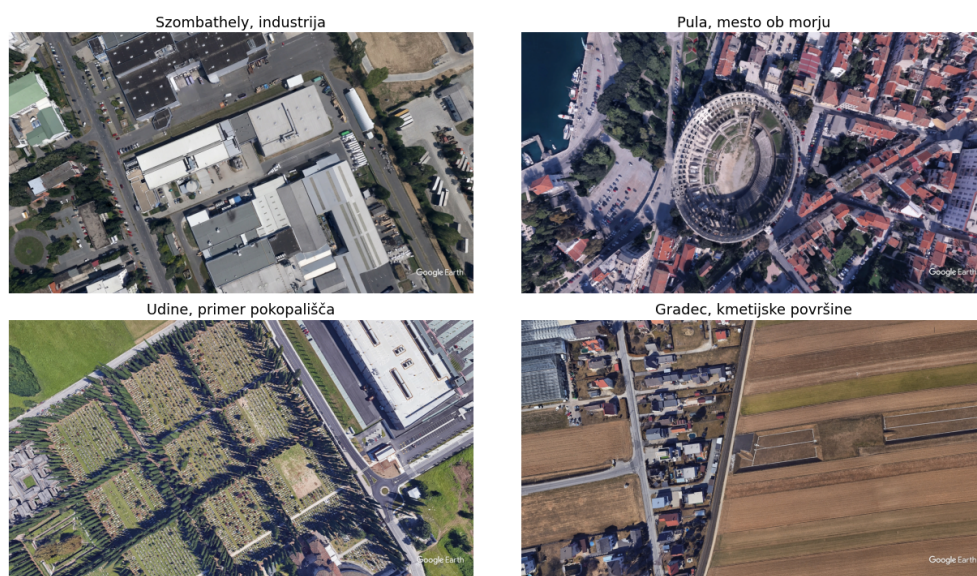 Szombathely, industrija
Pula, mesto ob morju
Google Earth
Google Earth
Udine, primer pokopališča
Gradec, kmetijske površine
Google Earth
Google Earth